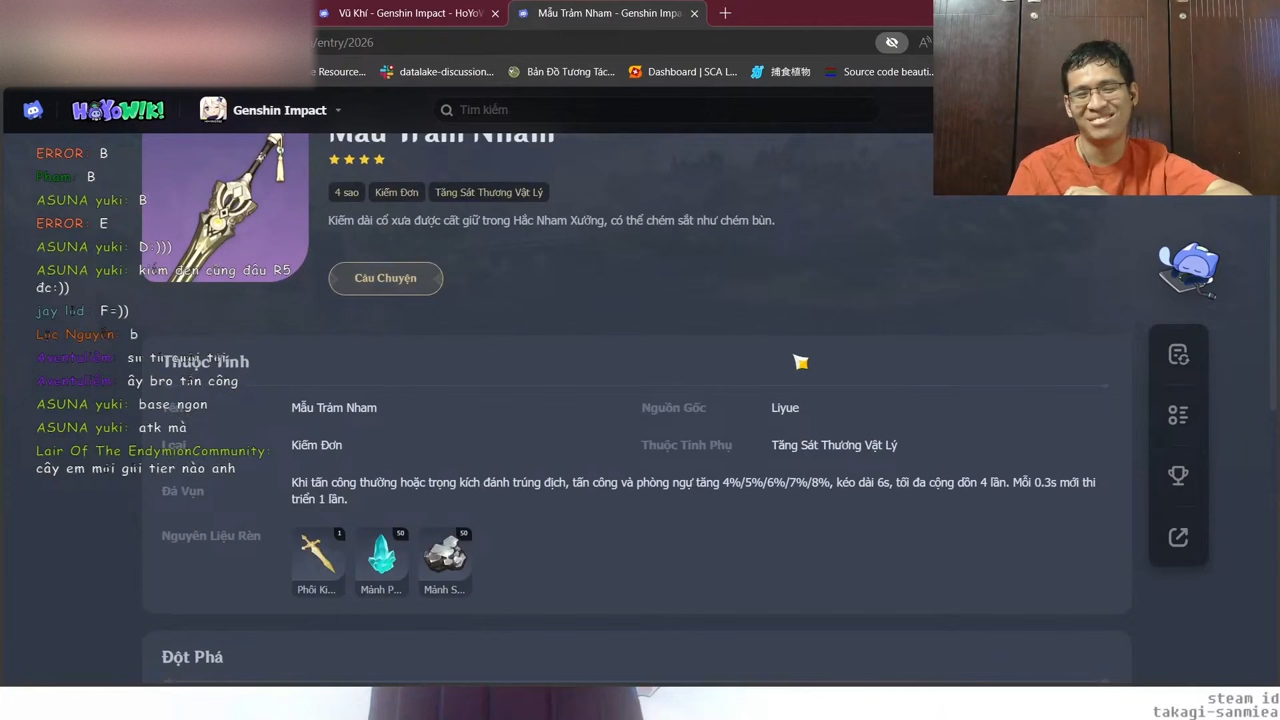 Vũ Khí - Genshin Impact - HoYoV
Mẫu Trảm Nham - Genshin Impa
/entry/2026
Resource...
datalake-discussion...
Bản Đồ Tương Tác...
Dashboard | SCA L...
捕食植物
Source code beauti...
HOYOWIKI
Genshin Impact
Tìm kiếm
Mẫu Trảm Nham
4 sao
Kiếm Đơn
Tăng Sát Thương Vật Lý
Kiếm dài cổ xưa được cất giữ trong Hắc Nham Xưởng, có thể chém sắt như chém bùn.
Câu Chuyện
ERROR: B
Pham: B
ASUNA yuki: B
ERROR: E
ASUNA yuki: D:)))
ASUNA yuki: kiếm đen cũng đâu R5
đc:))
jay lid: F=))
Lúc Nguyễn: b
ây bro tấn công
ASUNA yuki: base ngon
ASUNA yuki: atk mà
Lair Of The EndymionCommunity:
cây em mới gửi tier nào anh
Thuộc Tính
Mẫu Trảm Nham
Nguồn Gốc
Liyue
Loại
Kiếm Đơn
Thuộc Tính Phụ
Tăng Sát Thương Vật Lý
Đá Vụn
Khi tấn công thường hoặc trọng kích đánh trúng địch, tấn công và phòng ngự tăng 4%/5%/6%/7%/8%, kéo dài 6s, tối đa cộng dồn 4 lần. Mỗi 0.3s mới thi
triển 1 lần.
Nguyên Liệu Rèn
1
50
50
Phôi Ki...
Mảnh P...
Mảnh S...
Đột Phá
steam id
takagi-sanmiea